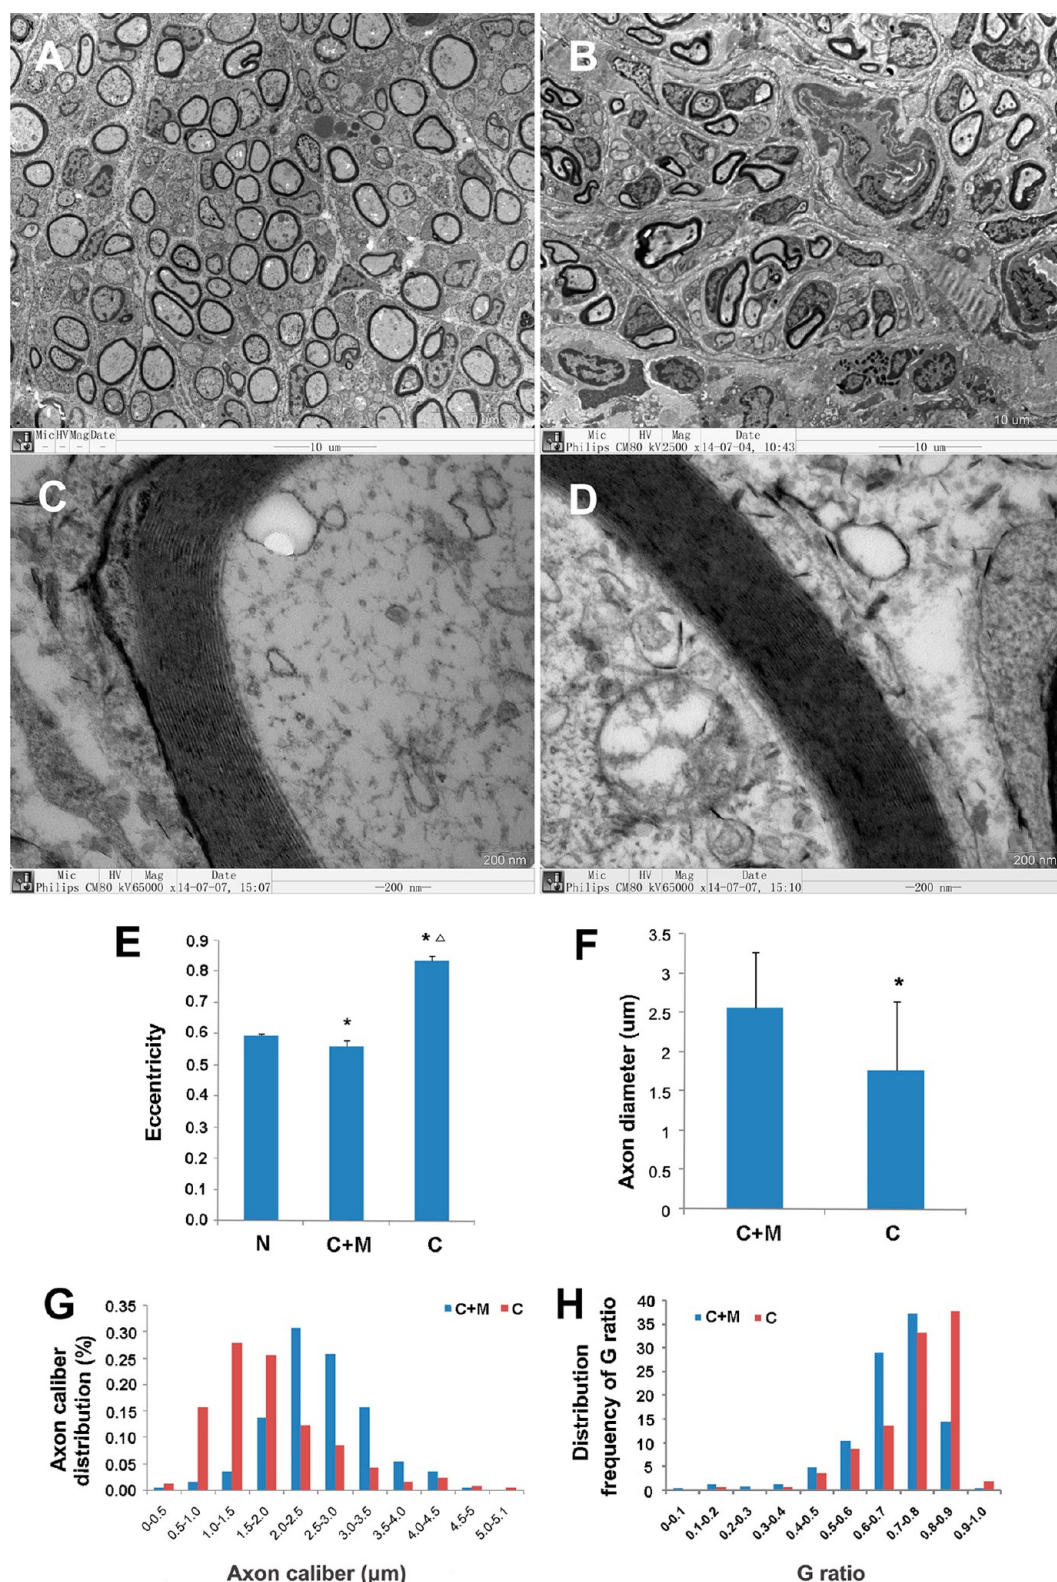 A
B
10 um
10 um
Mic HV Mag Date
- - - -
10 um
Mic HV Mag Date
Philips CM80 kV2500 x14-07-04, 10:43
10 um
C
D
200 nm
200 nm
Mic HV Mag Date
Philips CM80 kV65000 x14-07-07, 15:07
200 nm
Mic HV Mag Date
Philips CM80 kV65000 x14-07-07, 15:10
200 nm
E
Eccentricity
0.9
0.8
0.7
0.6
0.5
0.4
0.3
0.2
0.1
0.0
*
* △
N C+M C
F
Axon diameter (um)
3.5
3
2.5
2
1.5
1
0.5
0
*
C+M C
G
Axon caliber
distribution (%)
0.35
0.30
0.25
0.20
0.15
0.10
0.05
0.00
C+M C
0-0.5 0.5-1.0 1.0-1.5 1.5-2.0 2.0-2.5 2.5-3.0 3.0-3.5 3.5-4.0 4.0-4.5 4.5-5 5.0-5.1
Axon caliber (µm)
H
Distribution
frequency of G ratio
40
35
30
25
20
15
10
5
0
C+M C
0-0.1 0.1-0.2 0.2-0.3 0.3-0.4 0.4-0.5 0.5-0.6 0.6-0.7 0.7-0.8 0.8-0.9 0.9-1.0
G ratio